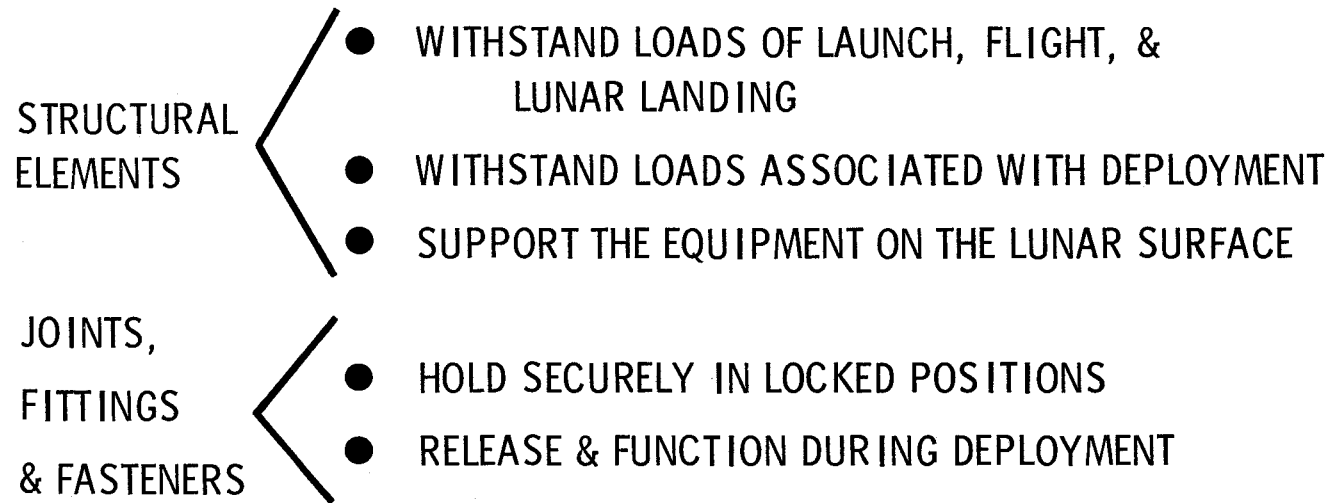 STRUCTURAL
ELEMENTS
● WITHSTAND LOADS OF LAUNCH, FLIGHT, &
LUNAR LANDING
● WITHSTAND LOADS ASSOCIATED WITH DEPLOYMENT
● SUPPORT THE EQUIPMENT ON THE LUNAR SURFACE
JOINTS,
FITTINGS
& FASTENERS
● HOLD SECURELY IN LOCKED POSITIONS
● RELEASE & FUNCTION DURING DEPLOYMENT